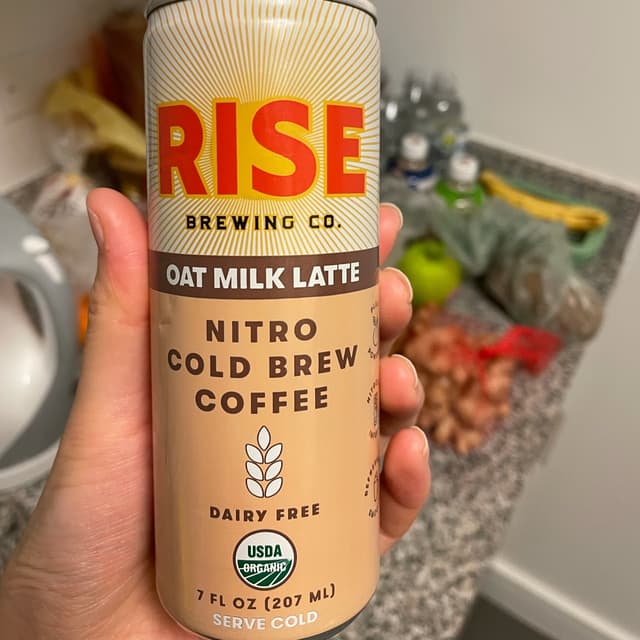 RISE
BREWING CO.
OAT MILK LATTE
NITRO
COLD BREW
COFFEE
DAIRY FREE
USDA
ORGANIC
7 FL OZ (207 ML)
SERVE COLD